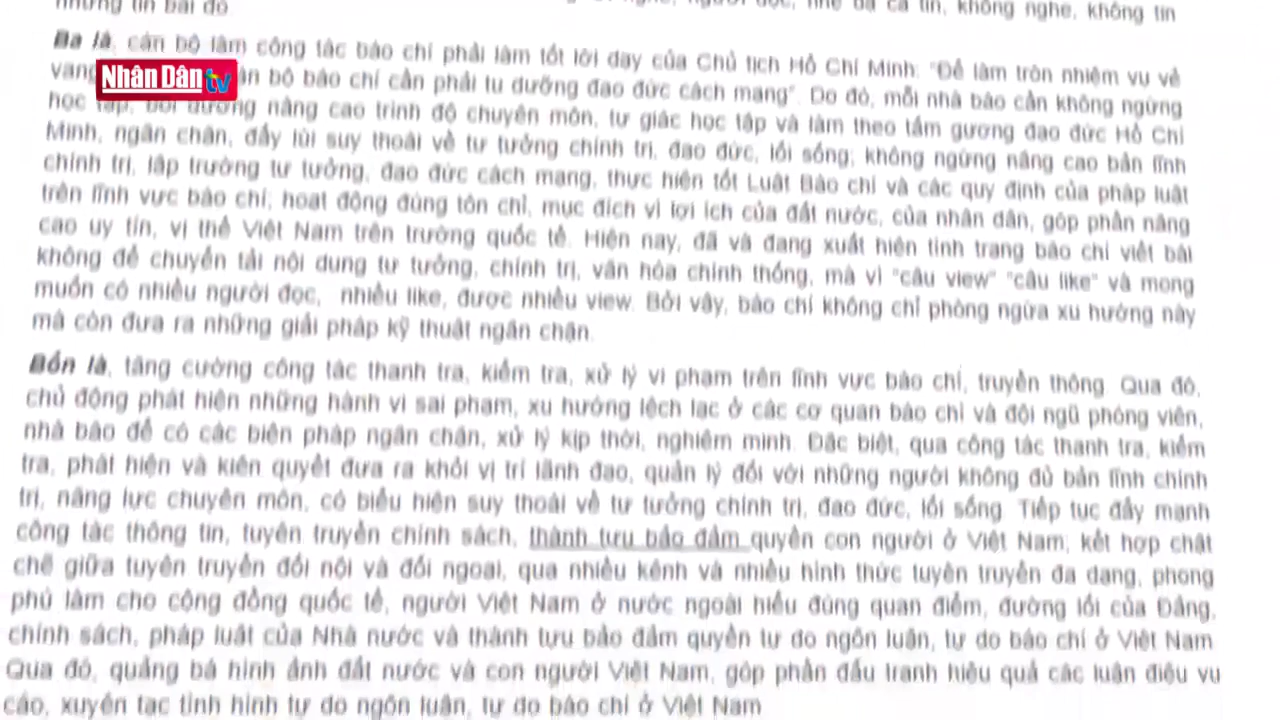 những tin bài đó nghe, người đọc, nhẹ dạ cả tin, không nghe, không tin
Ba là, cán bộ làm công tác báo chí phải làm tốt lời dạy của Chủ tịch Hồ Chí Minh: "Để làm tròn nhiệm vụ vẻ
vang bộ báo chí cần phải tu dưỡng đạo đức cách mạng". Do đó, mỗi nhà báo cần không ngừng
học tập, bồi dưỡng nâng cao trình độ chuyên môn, tự giác học tập và làm theo tấm gương đạo đức Hồ Chí
Minh, ngăn chặn, đẩy lùi suy thoái về tư tưởng chính trị, đạo đức, lối sống; không ngừng nâng cao bản lĩnh
chính trị, lập trường tư tưởng, đạo đức cách mạng, thực hiện tốt Luật Báo chí và các quy định của pháp luật
trên lĩnh vực báo chí; hoạt động đúng tôn chỉ, mục đích vì lợi ích của đất nước, của nhân dân, góp phần nâng
cao uy tín, vị thế Việt Nam trên trường quốc tế. Hiện nay, đã và đang xuất hiện tình trạng báo chí viết bài
không để chuyển tải nội dung tư tưởng, chính trị, văn hóa chính thống, mà vì "câu view" "câu like" và mong
muốn có nhiều người đọc, nhiều like, được nhiều view. Bởi vậy, báo chí không chỉ phòng ngừa xu hướng này
mà còn đưa ra những giải pháp kỹ thuật ngăn chặn.
Bốn là, tăng cường công tác thanh tra, kiểm tra, xử lý vi phạm trên lĩnh vực báo chí, truyền thông. Qua đó,
chủ động phát hiện những hành vi sai phạm, xu hướng lệch lạc ở các cơ quan báo chí và đội ngũ phóng viên,
nhà báo để có các biện pháp ngăn chặn, xử lý kịp thời, nghiêm minh. Đặc biệt, qua công tác thanh tra, kiểm
tra, phát hiện và kiên quyết đưa ra khỏi vị trí lãnh đạo, quản lý đối với những người không đủ bản lĩnh chính
trị, năng lực chuyên môn, có biểu hiện suy thoái về tư tưởng chính trị, đạo đức, lối sống. Tiếp tục đẩy mạnh
công tác thông tin, tuyên truyền chính sách, thành tựu bảo đảm quyền con người ở Việt Nam; kết hợp chặt
chẽ giữa tuyên truyền đối nội và đối ngoại, qua nhiều kênh và nhiều hình thức tuyên truyền đa dạng, phong
phú làm cho cộng đồng quốc tế, người Việt Nam ở nước ngoài hiểu đúng quan điểm, đường lối của Đảng,
chính sách, pháp luật của Nhà nước và thành tựu bảo đảm quyền tự do ngôn luận, tự do báo chí ở Việt Nam.
Qua đó, quảng bá hình ảnh đất nước và con người Việt Nam, góp phần đấu tranh hiệu quả các luận điệu vu
cáo, xuyên tạc tình hình tự do ngôn luận, tự do báo chí ở Việt Nam
Nhân Dân tv